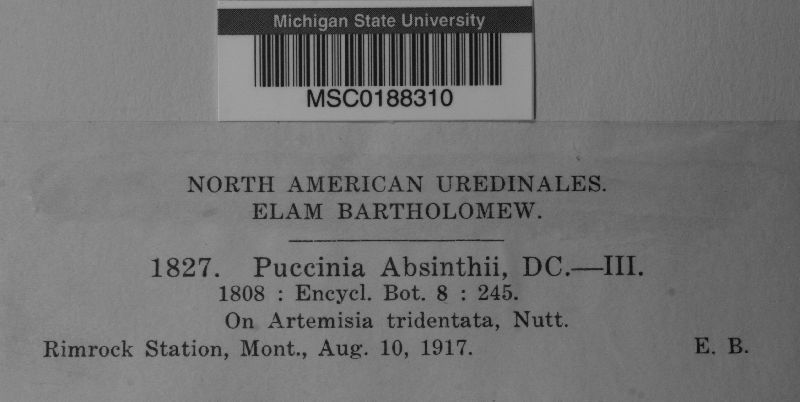 Michigan State University
MSC0188310
NORTH AMERICAN UREDINALES.
ELAM BARTHOLOMEW.
1827. Puccinia Absinthii, DC.—III.
1808 : Encycl. Bot. 8 : 245.
On Artemisia tridentata, Nutt.
Rimrock Station, Mont., Aug. 10, 1917. E. B.